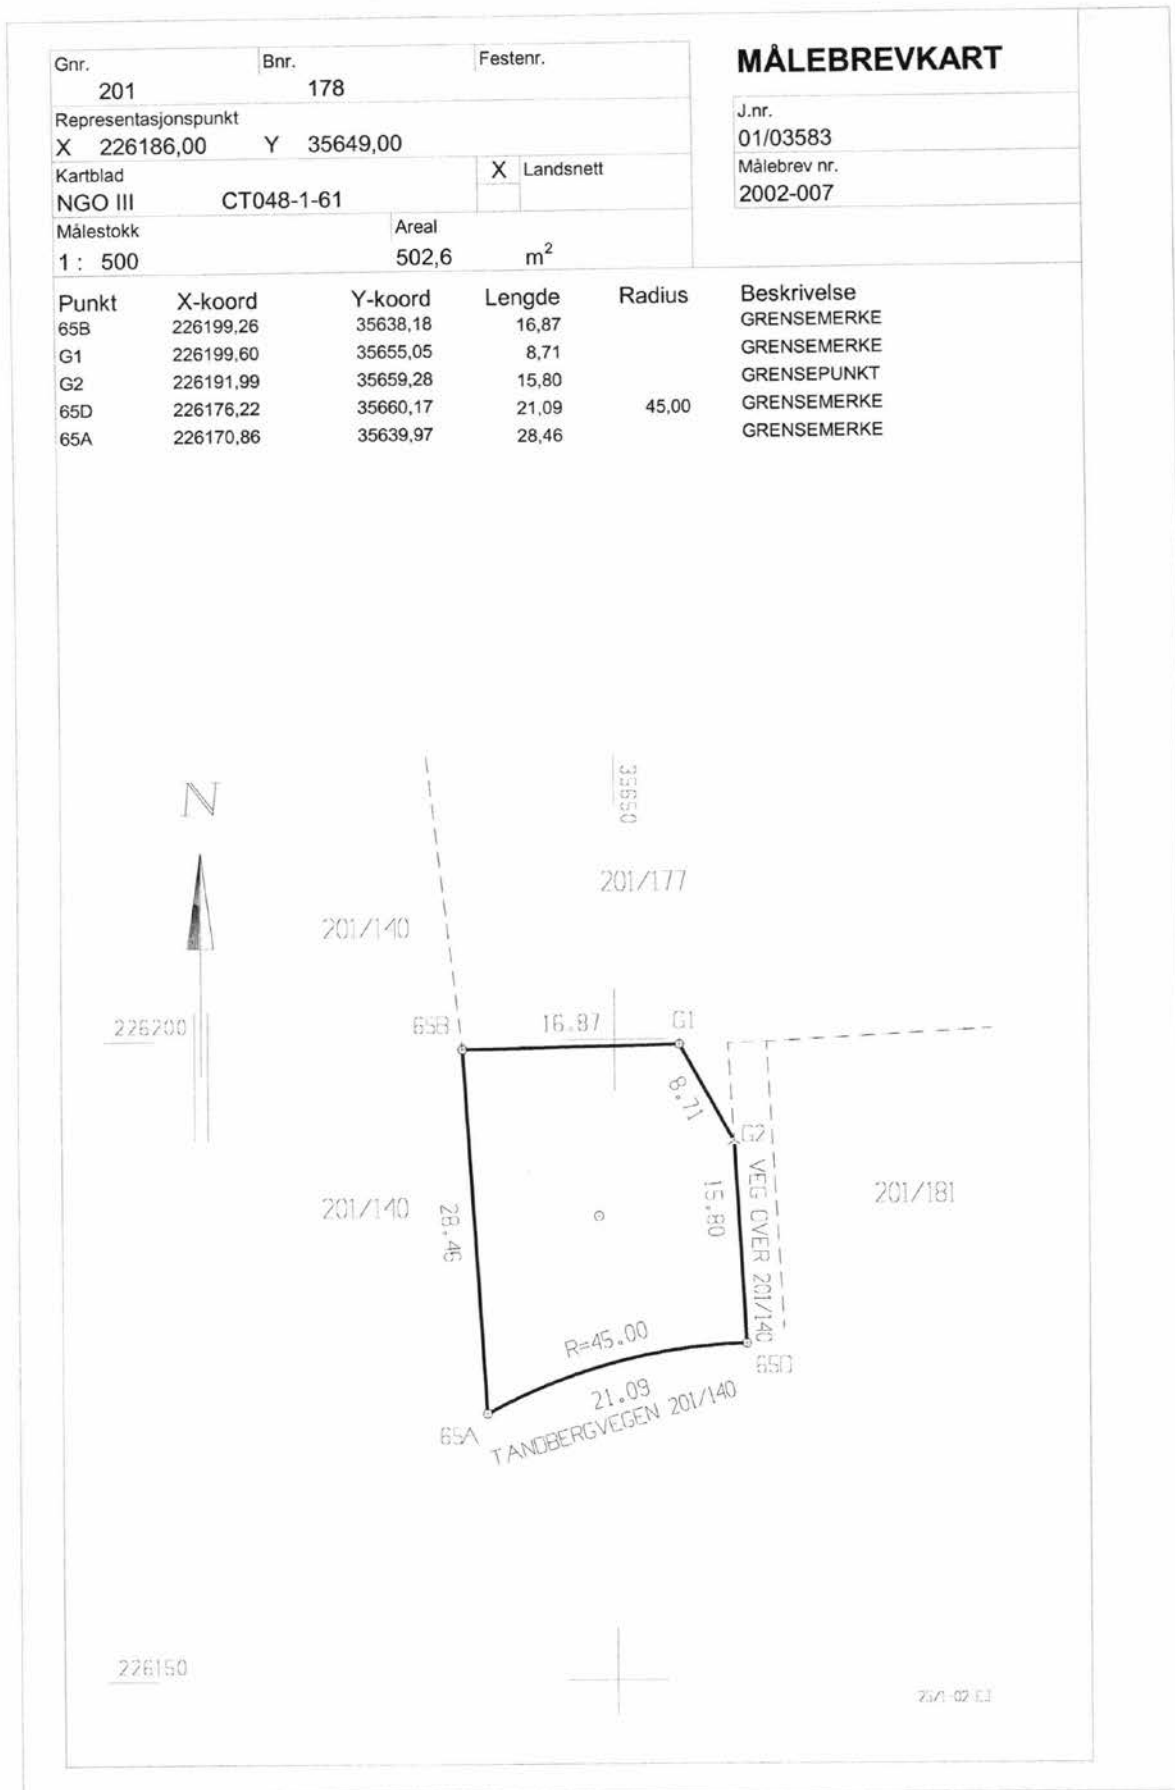 MÅLEBREVKART
Gnr. Bnr. Festenr.
201 178
Representasjonspunkt
X 226186,00 Y 35649,00
Kartblad X Landsnett
NGO III CT048-1-61
Målestokk Areal
1 : 500 502,6 m²
J.nr.
01/03583
Målebrev nr.
2002-007
Punkt X-koord Y-koord Lengde Radius Beskrivelse
65B 226199,26 35638,18 16,87 GRENSEMERKE
G1 226199,60 35655,05 8,71 GRENSEMERKE
G2 226191,99 35659,28 15,80 GRENSEPUNKT
65D 226176,22 35660,17 21,09 45,00 GRENSEMERKE
65A 226170,86 35639,97 28,46 GRENSEMERKE
N
35650
201/177
201/140
226200
65B
16.87
G1
8.71
G2
201/140
28.46
15.80
VEG OVER 201/140
201/181
R=45.00
65D
21.09
65A
TANDBERGVEGEN 201/140
226150